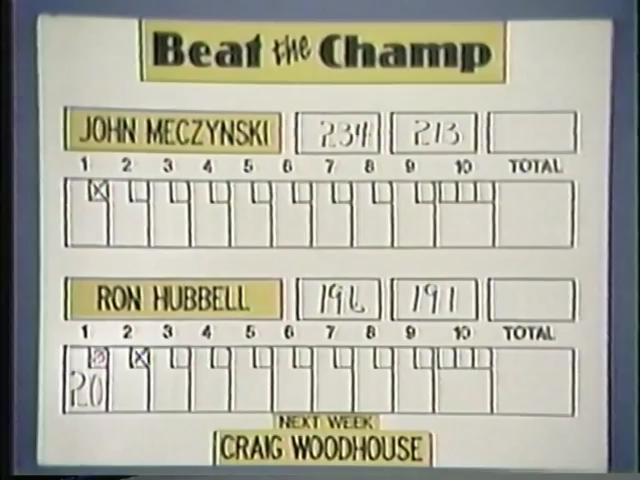 Beat the Champ
JOHN MECZYNSKI 234 213
1 2 3 4 5 6 7 8 9 10 TOTAL
X
RON HUBBELL 196 191
1 2 3 4 5 6 7 8 9 10 TOTAL
X
20
NEXT WEEK
CRAIG WOODHOUSE